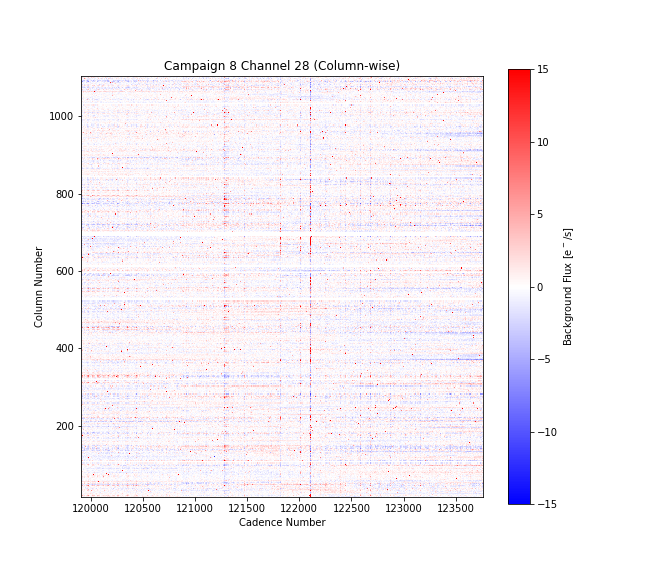 Campaign 8 Channel 28 (Column-wise)
1000
800
600
400
200
Column Number
120000 120500 121000 121500 122000 122500 123000 123500
Cadence Number
15
10
5
0
−5
−10
−15
Background Flux [e⁻/s]